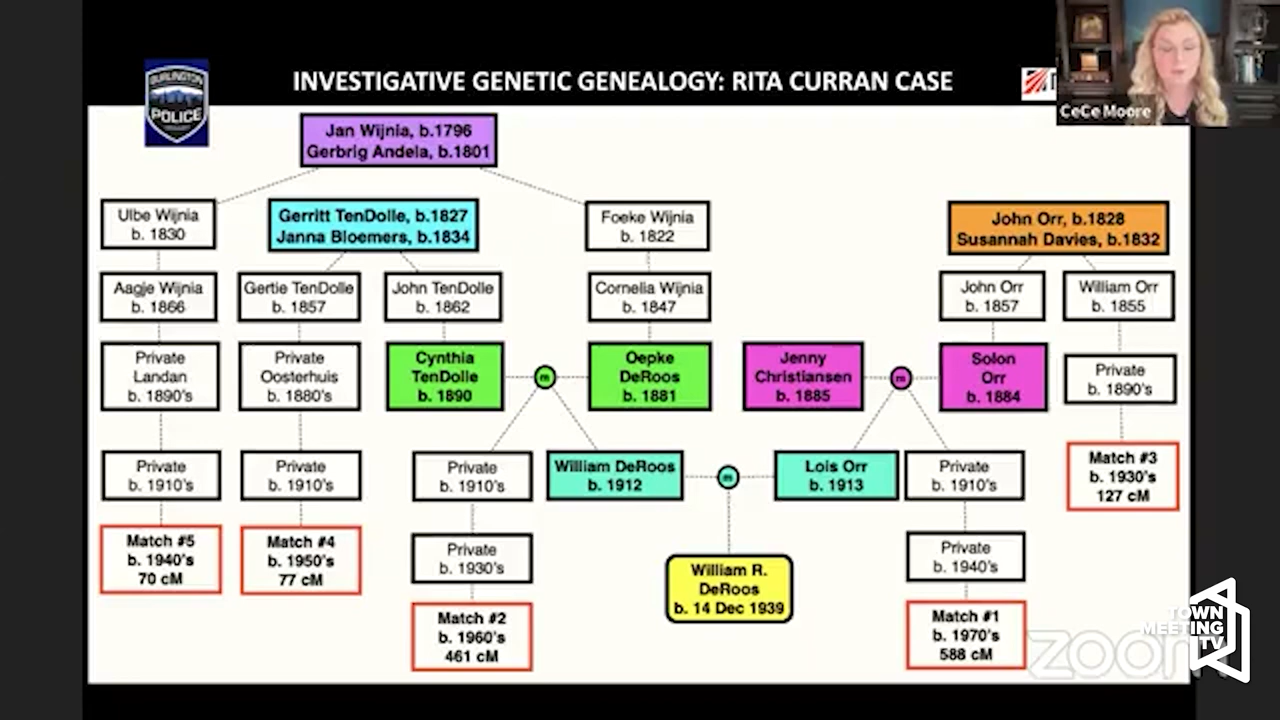 BURLINGTON
POLICE
INVESTIGATIVE GENETIC GENEALOGY: RITA CURRAN CASE
CeCe Moore
Jan Wijnia, b.1796
Gerbrig Andela, b.1801
Ulbe Wijnia
b. 1830
Gerritt TenDolle, b.1827
Janna Bloemers, b.1834
Foeke Wijnia
b. 1822
John Orr, b.1828
Susannah Davies, b.1832
Aagje Wijnia
b. 1866
Gertie TenDolle
b. 1857
John TenDolle
b. 1862
Cornelia Wijnia
b. 1847
John Orr
b. 1857
William Orr
b. 1855
Private
Landan
b. 1890's
Private
Oosterhuis
b. 1880's
Cynthia
TenDolle
b. 1890
m
Oepke
DeRoos
b. 1881
Jenny
Christiansen
b. 1885
m
Solon
Orr
b. 1884
Private
b. 1890's
Private
b. 1910's
Private
b. 1910's
Private
b. 1910's
William DeRoos
b. 1912
m
Lois Orr
b. 1913
Private
b. 1910's
Match #3
b. 1930's
127 cM
Match #5
b. 1940's
70 cM
Match #4
b. 1950's
77 cM
Private
b. 1930's
William R.
DeRoos
b. 14 Dec 1939
Private
b. 1940's
Match #2
b. 1960's
461 cM
Match #1
b. 1970's
588 cM
TOWN
MEETING
TV
zoom